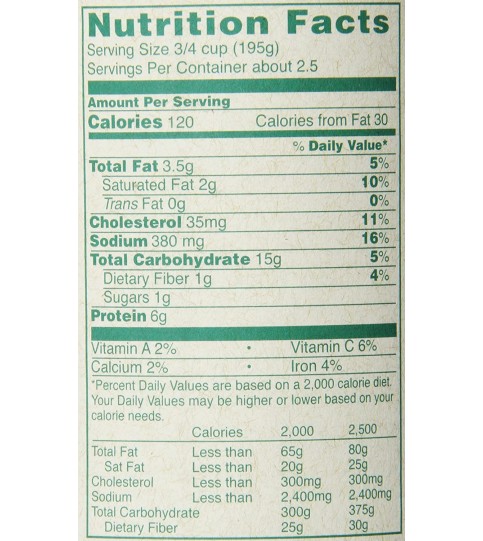 Nutrition Facts
Serving Size 3/4 cup (195g)
Servings Per Container about 2.5
Amount Per Serving
Calories 120 Calories from Fat 30
% Daily Value*
Total Fat 3.5g 5%
Saturated Fat 2g 10%
Trans Fat 0g 0%
Cholesterol 35mg 11%
Sodium 380 mg 16%
Total Carbohydrate 15g 5%
Dietary Fiber 1g 4%
Sugars 1g
Protein 6g
Vitamin A 2% • Vitamin C 6%
Calcium 2% • Iron 4%
*Percent Daily Values are based on a 2,000 calorie diet.
Your Daily Values may be higher or lower based on your
calorie needs.
Calories 2,000 2,500
Total Fat Less than 65g 80g
Sat Fat Less than 20g 25g
Cholesterol Less than 300mg 300mg
Sodium Less than 2,400mg 2,400mg
Total Carbohydrate 300g 375g
Dietary Fiber 25g 30g